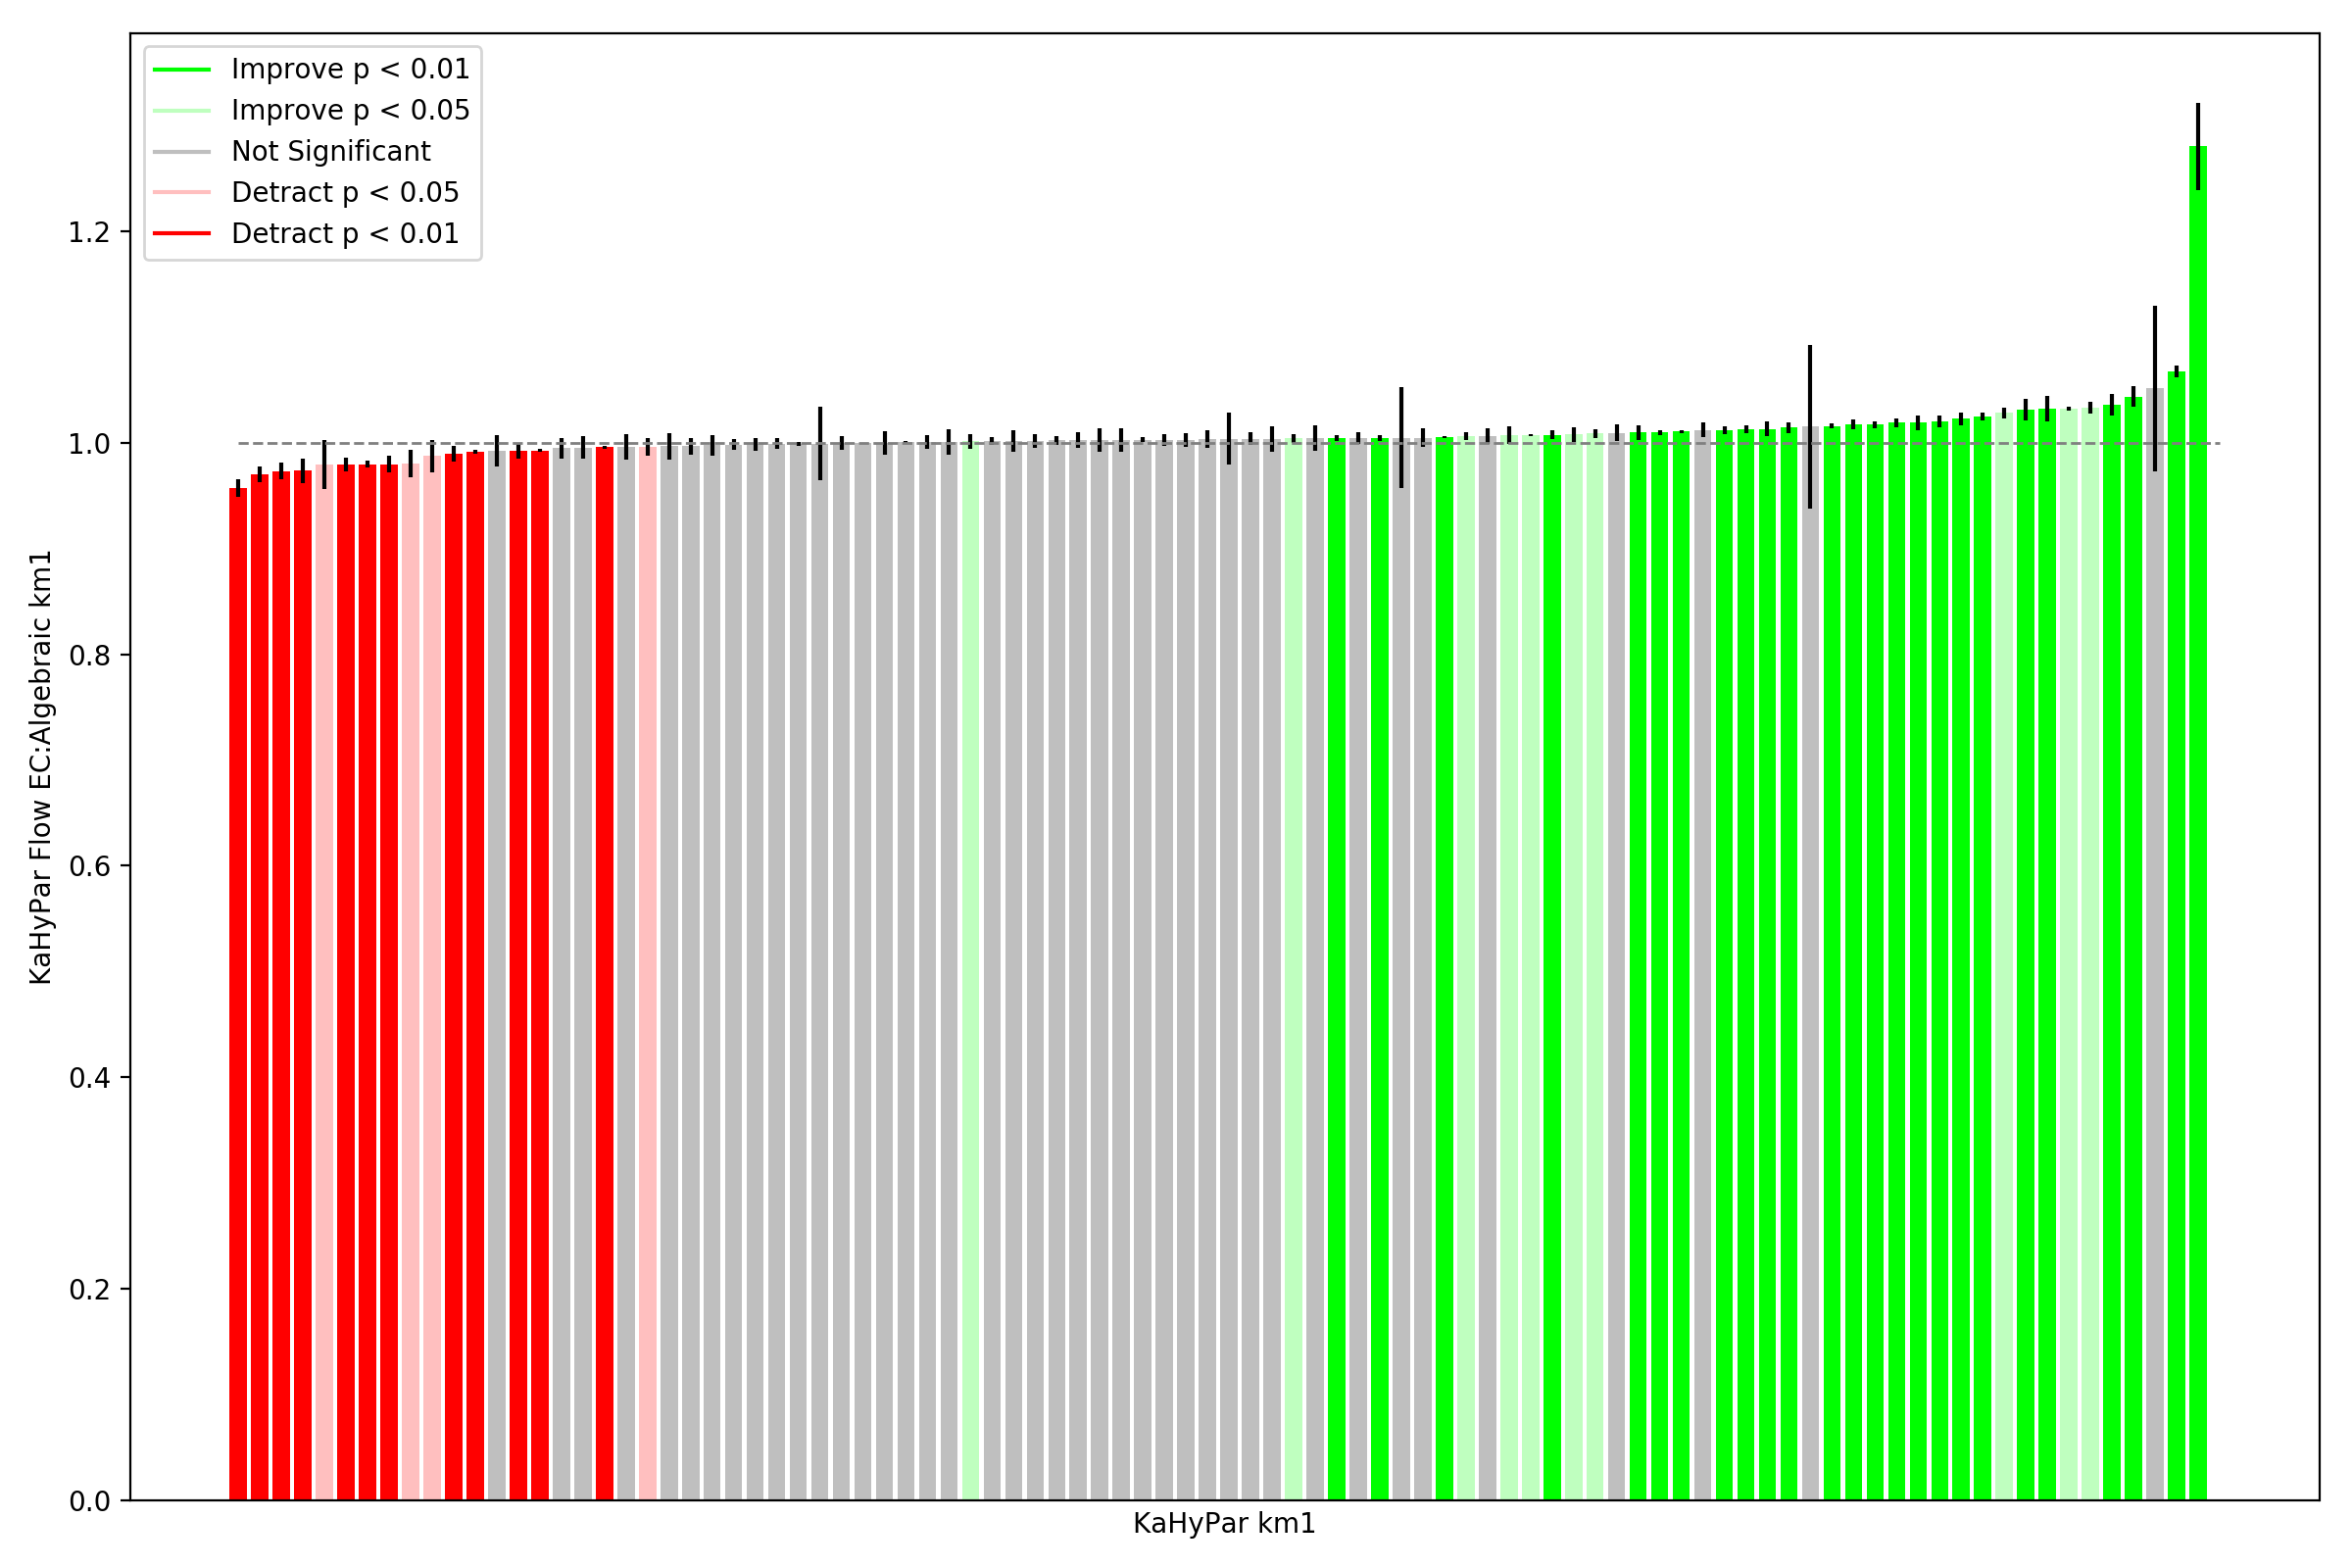 Improve p < 0.01
Improve p < 0.05
Not Significant
Detract p < 0.05
Detract p < 0.01
1.2
1.0
0.8
0.6
0.4
0.2
0.0
KaHyPar Flow EC:Algebraic km1
KaHyPar km1